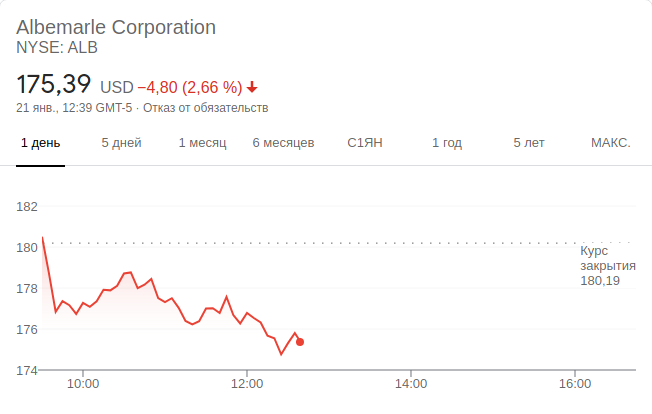 Albemarle Corporation
NYSE: ALB
175,39 USD −4,80 (2,66 %)
21 янв., 12:39 GMT-5 · Отказ от обязательств
1 день 5 дней 1 месяц 6 месяцев С1ЯН 1 год 5 лет МАКС.
182
180
Курс
закрытия
180,19
178
176
174
10:00 12:00 14:00 16:00